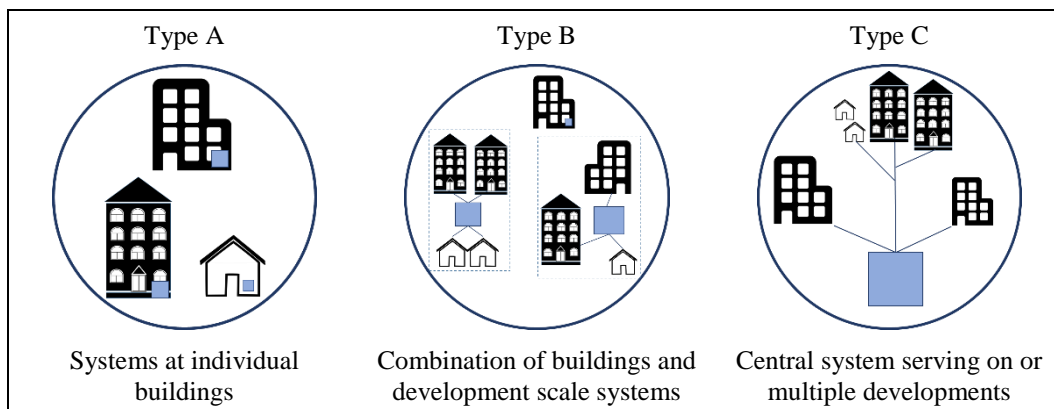 Type A
Type B
Type C
Systems at individual
buildings
Combination of buildings and
development scale systems
Central system serving on or
multiple developments